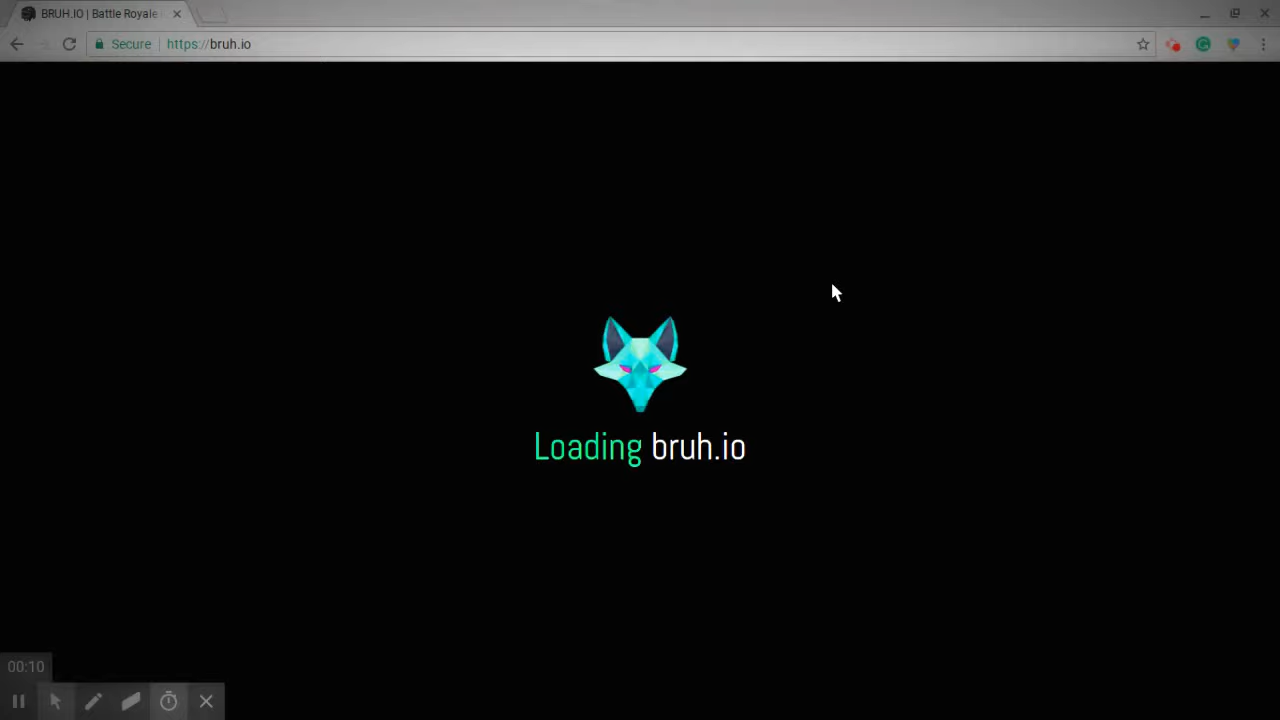 BRUH.IO | Battle Royale
Secure
https://bruh.io
Loading bruh.io
00:10